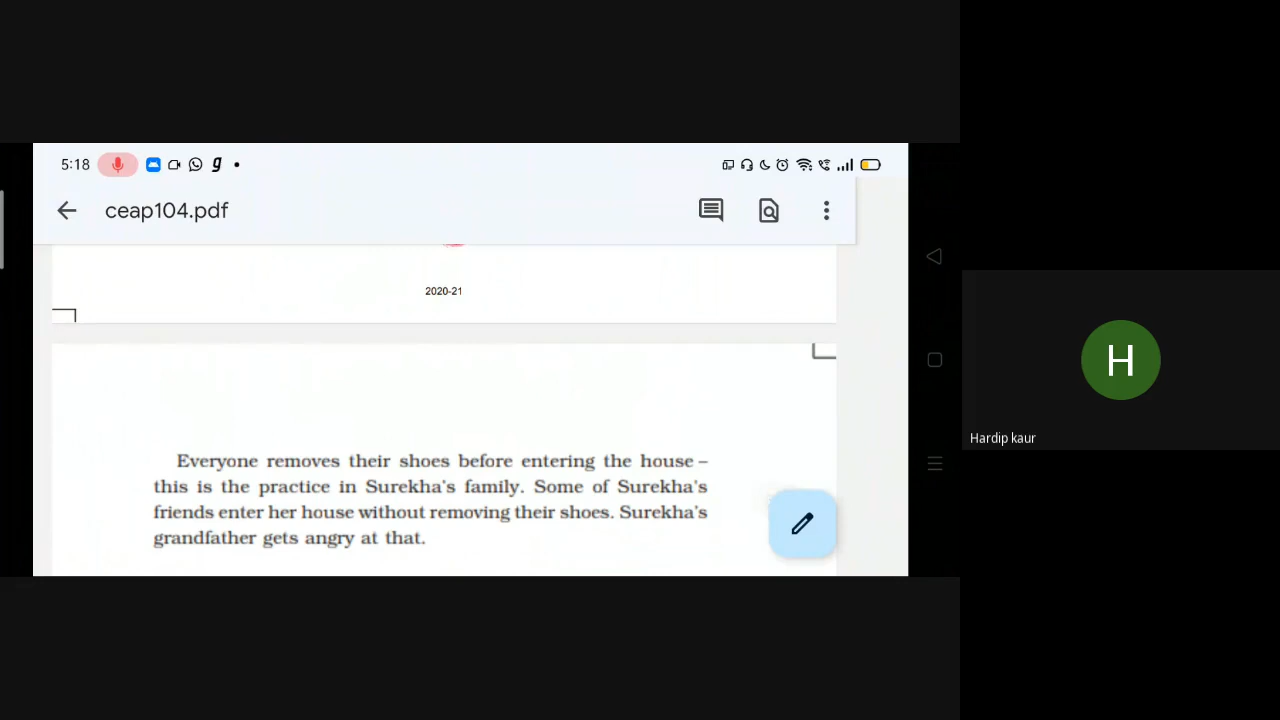 5:18
g
ceap104.pdf
2020-21
Everyone removes their shoes before entering the house –
this is the practice in Surekha's family. Some of Surekha's
friends enter her house without removing their shoes. Surekha's
grandfather gets angry at that.
H
Hardip kaur